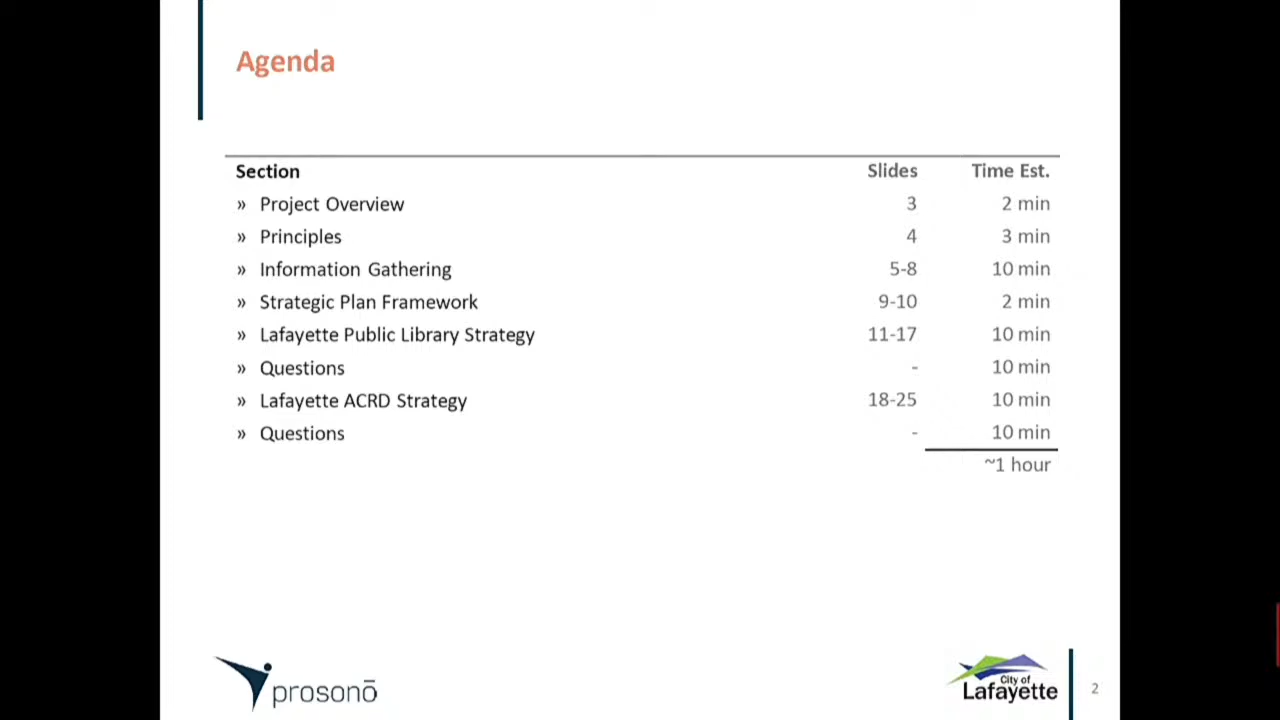 Agenda
Section Slides Time Est.
» Project Overview 3 2 min
» Principles 4 3 min
» Information Gathering 5-8 10 min
» Strategic Plan Framework 9-10 2 min
» Lafayette Public Library Strategy 11-17 10 min
» Questions - 10 min
» Lafayette ACRD Strategy 18-25 10 min
» Questions - 10 min
~1 hour
prosonō
City of
Lafayette
2